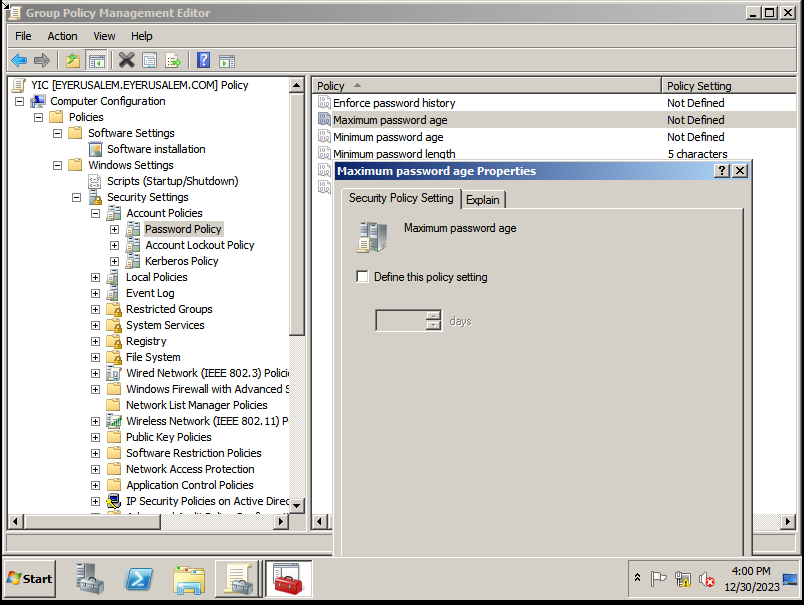 Group Policy Management Editor
File Action View Help
YIC [EYERUSALEM.EYERUSALEM.COM] Policy
Computer Configuration
Policies
Software Settings
Software installation
Windows Settings
Scripts (Startup/Shutdown)
Security Settings
Account Policies
Password Policy
Account Lockout Policy
Kerberos Policy
Local Policies
Event Log
Restricted Groups
System Services
Registry
File System
Wired Network (IEEE 802.3) Polici
Windows Firewall with Advanced S
Network List Manager Policies
Wireless Network (IEEE 802.11) P
Public Key Policies
Software Restriction Policies
Network Access Protection
Application Control Policies
IP Security Policies on Active Direc
Policy Policy Setting
Enforce password history Not Defined
Maximum password age Not Defined
Minimum password age Not Defined
Minimum password length 5 characters
Maximum password age Properties
Security Policy Setting Explain
Maximum password age
Define this policy setting
days
Start
4:00 PM
12/30/2023